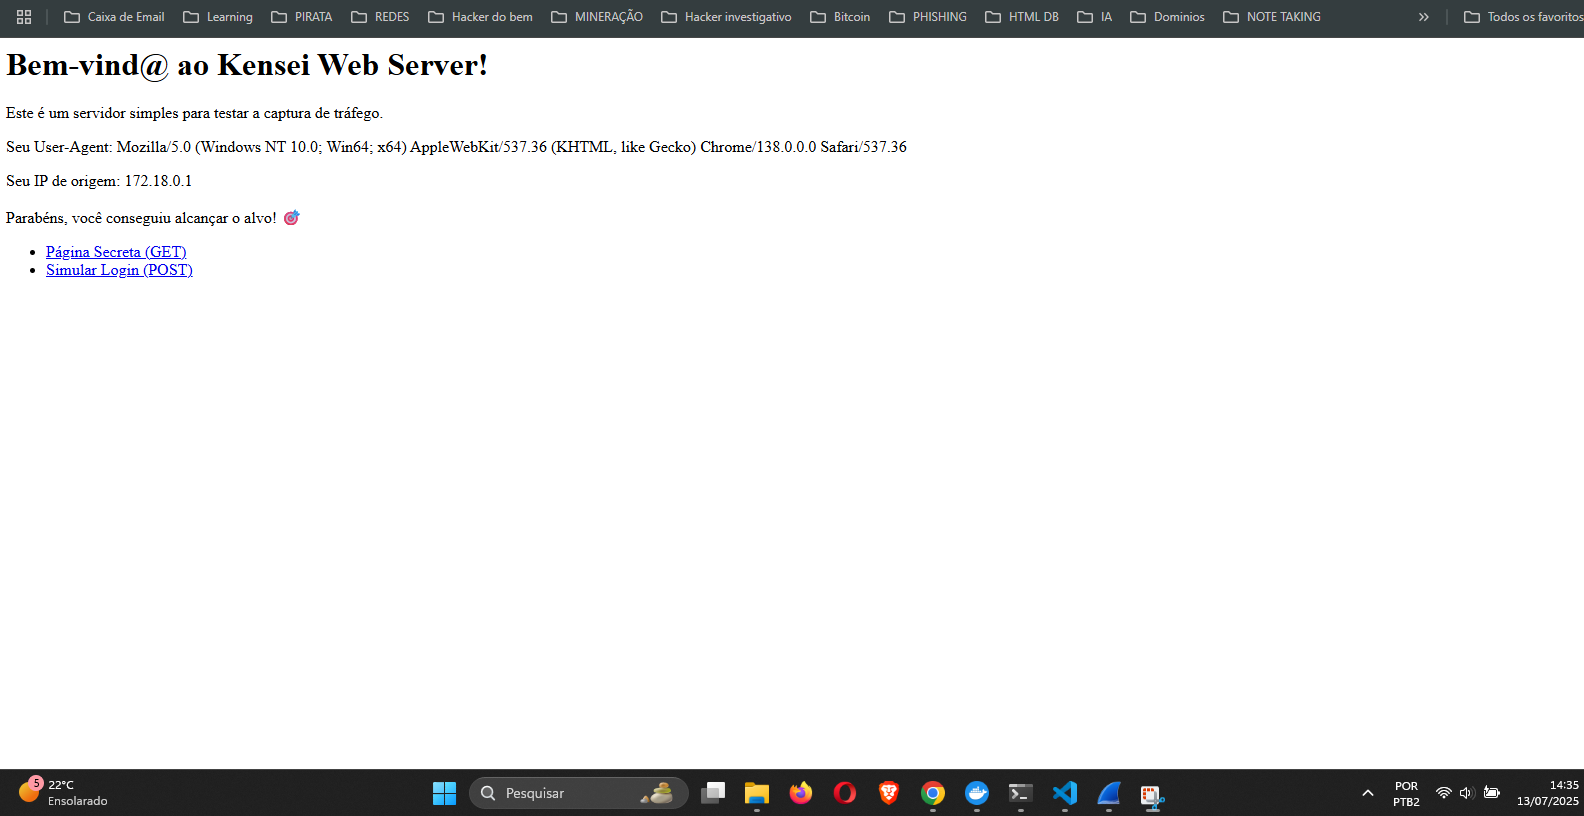 Caixa de Email Learning PIRATA REDES Hacker do bem MINERAÇÃO Hacker investigativo Bitcoin PHISHING HTML DB IA Dominios NOTE TAKING » Todos os favoritos
Bem-vind@ ao Kensei Web Server!
Este é um servidor simples para testar a captura de tráfego.
Seu User-Agent: Mozilla/5.0 (Windows NT 10.0; Win64; x64) AppleWebKit/537.36 (KHTML, like Gecko) Chrome/138.0.0.0 Safari/537.36
Seu IP de origem: 172.18.0.1
Parabéns, você conseguiu alcançar o alvo! 🎯
• Página Secreta (GET)
• Simular Login (POST)
5 22°C
Ensolarado
Pesquisar
POR
PTB2
14:35
13/07/2025